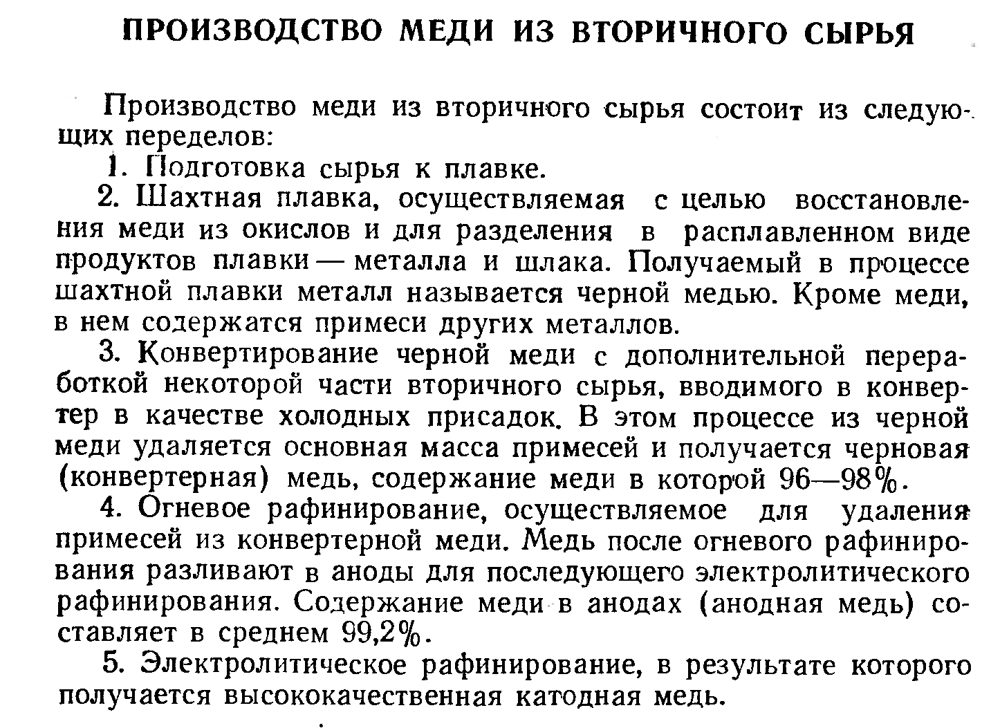 ПРОИЗВОДСТВО МЕДИ ИЗ ВТОРИЧНОГО СЫРЬЯ
Производство меди из вторичного сырья состоит из следую-
щих переделов:
1. Подготовка сырья к плавке.
2. Шахтная плавка, осуществляемая с целью восстановле-
ния меди из окислов и для разделения в расплавленном виде
продуктов плавки — металла и шлака. Получаемый в процессе
шахтной плавки металл называется черной медью. Кроме меди,
в нем содержатся примеси других металлов.
3. Конвертирование черной меди с дополнительной перера-
боткой некоторой части вторичного сырья, вводимого в конвер-
тер в качестве холодных присадок. В этом процессе из черной
меди удаляется основная масса примесей и получается черновая
(конвертерная) медь, содержание меди в которой 96—98%.
4. Огневое рафинирование, осуществляемое для удаления
примесей из конвертерной меди. Медь после огневого рафиниро-
вания разливают в аноды для последующего электролитического
рафинирования. Содержание меди в анодах (анодная медь) со-
ставляет в среднем 99,2%.
5. Электролитическое рафинирование, в результате которого
получается высококачественная катодная медь.